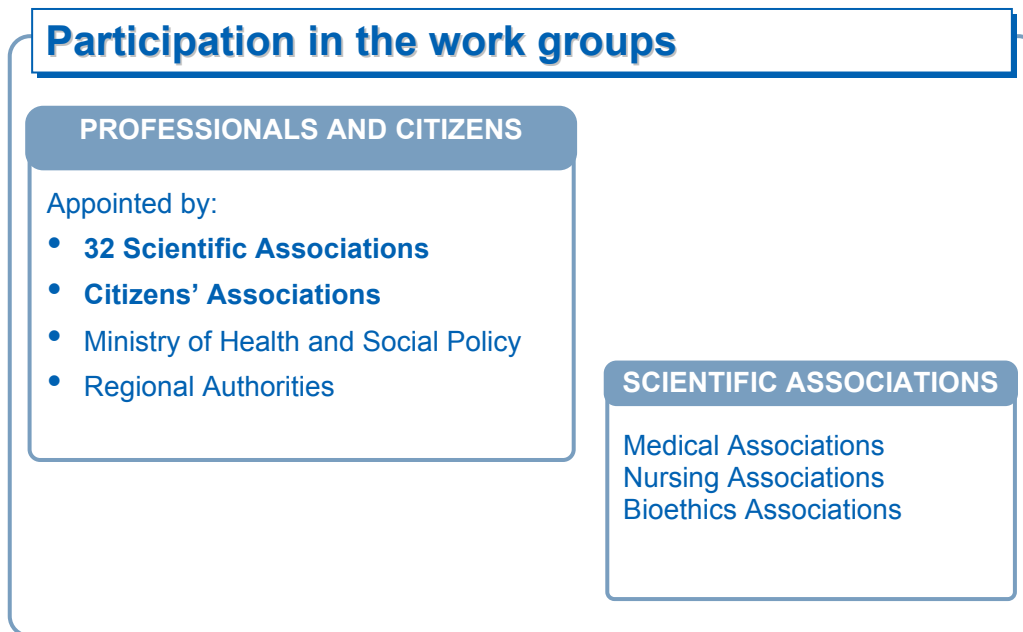 Participation in the work groups
PROFESSIONALS AND CITIZENS
Appointed by:
• 32 Scientific Associations
• Citizens’ Associations
• Ministry of Health and Social Policy
• Regional Authorities
SCIENTIFIC ASSOCIATIONS
Medical Associations
Nursing Associations
Bioethics Associations